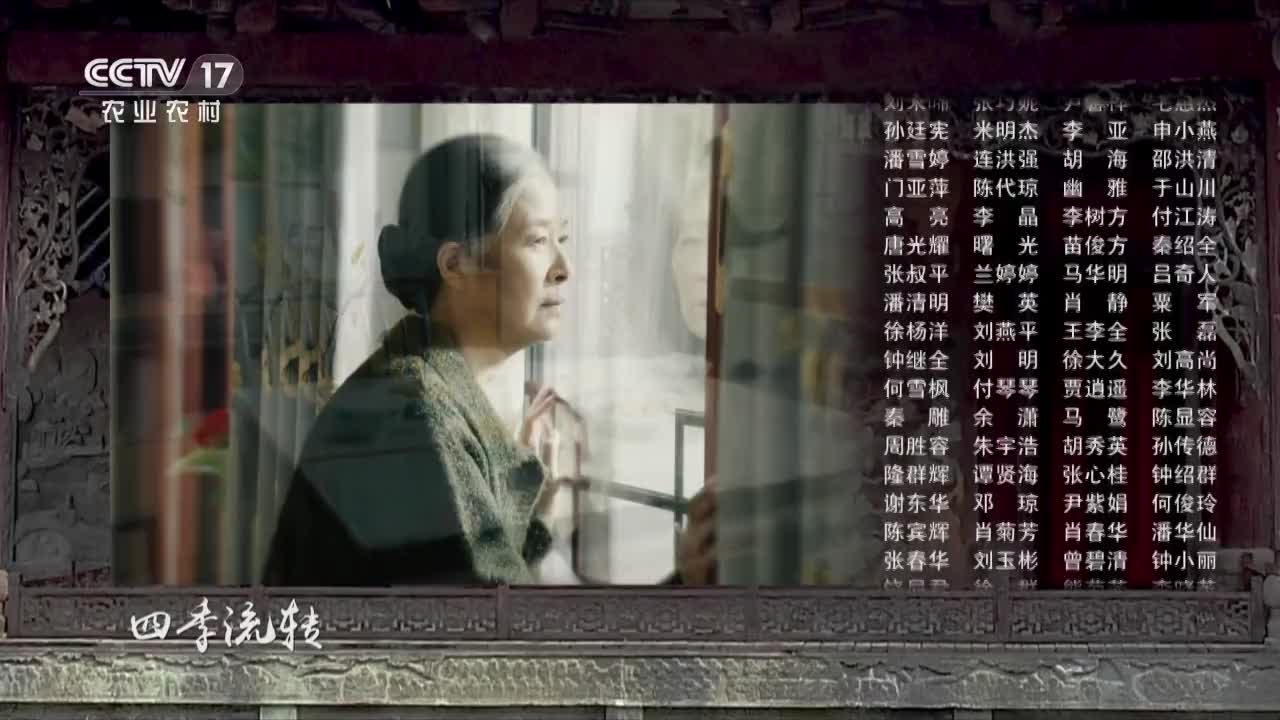 CCTV 17
农业农村
孙廷宪 米明杰 李亚 申小燕
潘雪婷 连洪强 胡海 邵洪清
门亚萍 陈代琼 幽雅 于山川
高亮 李晶 李树方 付江涛
唐光耀 曙光 苗俊方 秦绍全
张叔平 兰婷婷 马华明 吕奇人
潘清明 樊英 肖静 粟军
徐杨洋 刘燕平 王李全 张磊
钟继全 刘明 徐大久 刘高尚
何雪枫 付琴琴 贾逍遥 李华林
秦雕 余潇 马鹭 陈显容
周胜容 朱宇浩 胡秀英 孙传德
隆群辉 谭贤海 张心桂 钟绍群
谢东华 邓琼 尹紫娟 何俊玲
陈宾辉 肖菊芳 肖春华 潘华仙
张春华 刘玉彬 曾碧清 钟小丽
四季流转